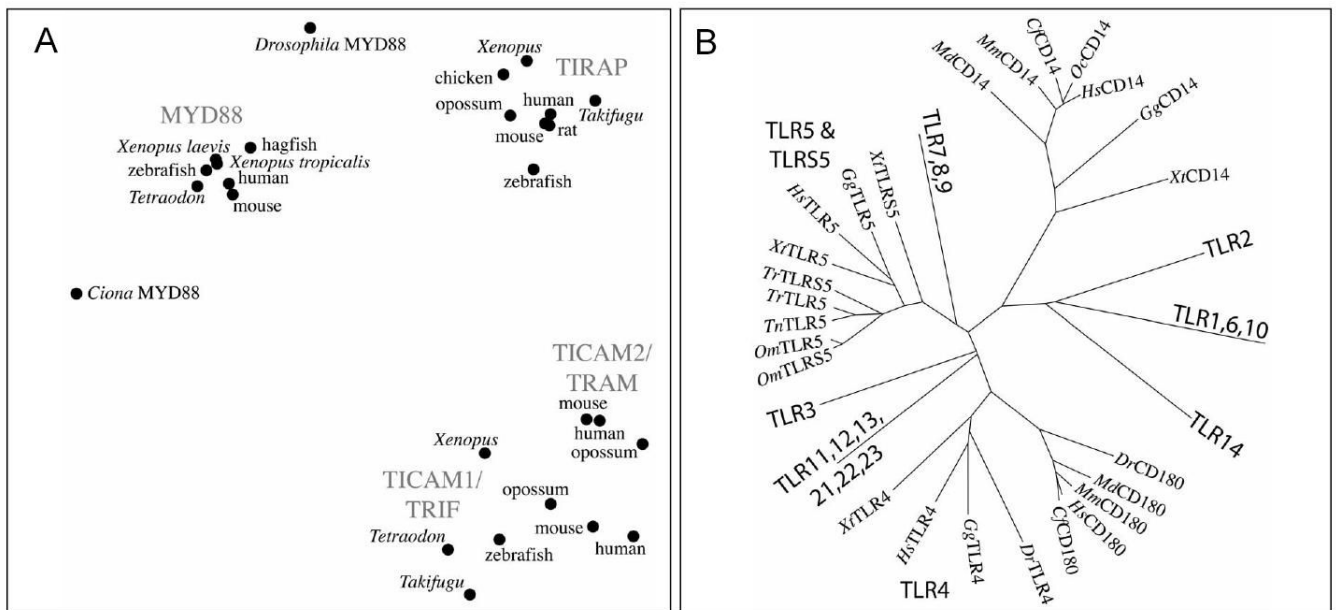 A
Drosophila MYD88
Xenopus
chicken
TIRAP
opossum
human
Takifugu
mouse
rat
zebrafish
MYD88
Xenopus laevis
hagfish
zebrafish
Xenopus tropicalis
Tetraodon
human
mouse
Ciona MYD88
TICAM2/
TRAM
mouse
human
opossum
Xenopus
TICAM1/
TRIF
opossum
mouse
human
Tetraodon
zebrafish
Takifugu
B
MdCD14
MmCD14
CfCD14
OcCD14
HsCD14
GgCD14
XtCD14
TLR5 &
TLRS5
TLR7,8,9
XtTLRS5
GgTLR5
HsTLR5
XtTLR5
TrTLRS5
TrTLR5
TnTLR5
OmTLR5
OmTLRS5
TLR2
TLR1,6,10
TLR14
TLR3
TLR11,12,13,
21,22,23
XtTLR4
HsTLR4
GgTLR4
DrTLR4
TLR4
DrCD180
MdCD180
MmCD180
HsCD180
CfCD180